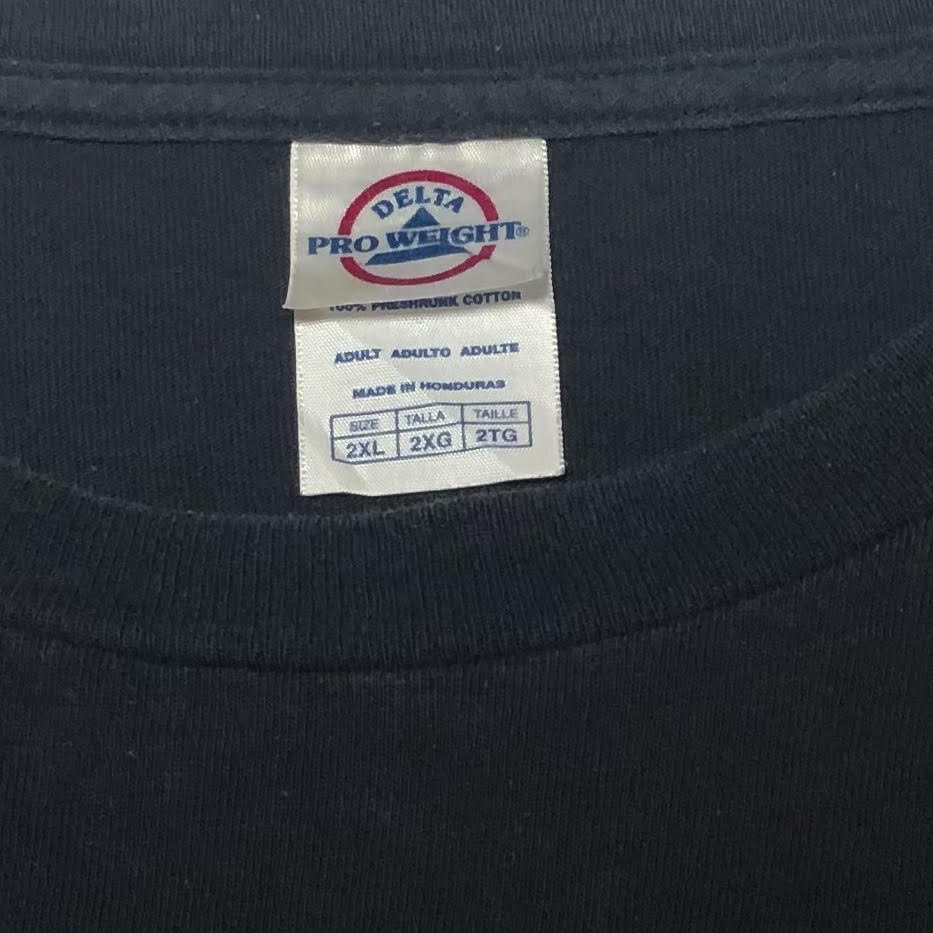 DELTA
PRO WEIGHT®
100% PRESHRUNK COTTON
ADULT ADULTO ADULTE
MADE IN HONDURAS
SIZE TALLA TAILLE
2XL 2XG 2TG